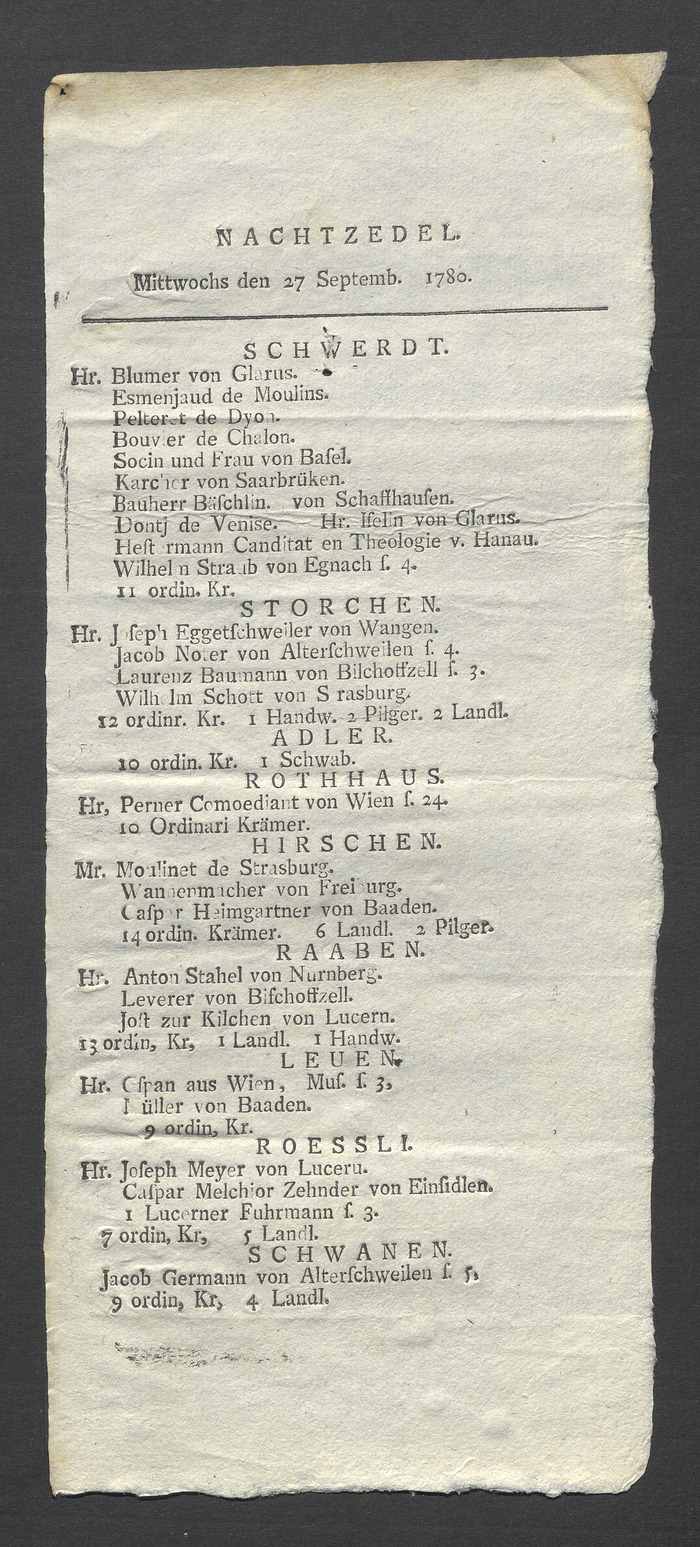 NACHTZEDEL.
Mittwochs den 27 Septemb. 1780.
SCHWERDT.
Hr. Blumer von Glarus.
Esmenjaud de Moulins.
Pelteret de Dyon.
Bouvier de Chalon.
Socin und Frau von Baſel.
Karcher von Saarbrüken.
Bauherr Bäſchlin. von Schaffhauſen.
Dontj de Venise. Hr. Iſelin von Glarus.
Canditat en Theologie v. Hanau.
Wilhelm Straub von Egnach ſ. 4.
11 ordin. Kr.
STORCHEN.
Hr. Joſeph Eggetſchweiler von Wangen.
Jacob Noter von Alterſchweilen ſ. 4.
Laurenz Baumann von Biſchoffzell ſ. 3.
Wilhelm Schott von Strasburg.
12 ordinr. Kr. 1 Handw. 2 Pilger. 2 Landl.
ADLER.
10 ordin. Kr. 1 Schwab.
ROTHHAUS.
Hr, Perner Comoediant von Wien ſ. 24.
10 Ordinari Krämer.
HIRSCHEN.
Mr. Moulinet de Strasburg.
Wannenmacher von Freiburg.
Caſpar Heimgartner von Baaden.
14 ordin. Krämer. 6 Landl. 2 Pilger.
RAABEN.
Hr. Anton Stahel von Nurnberg.
Leverer von Biſchoffzell.
Joſt zur Kilchen von Lucern.
13 ordin, Kr, 1 Landl. 1 Handw.
LEUEN.
Hr. aus Wien, Muſ. ſ. 3,
Müller von Baaden.
9 ordin, Kr.
ROESSLI.
Hr. Joſeph Meyer von Luceru.
Caſpar Melchior Zehnder von Einſidlen.
1 Lucerner Fuhrmann ſ. 3.
7 ordin, Kr, 5 Landl.
SCHWANEN.
Jacob Germann von Alterſchweilen ſ. 5.
9 ordin, Kr, 4 Landl.